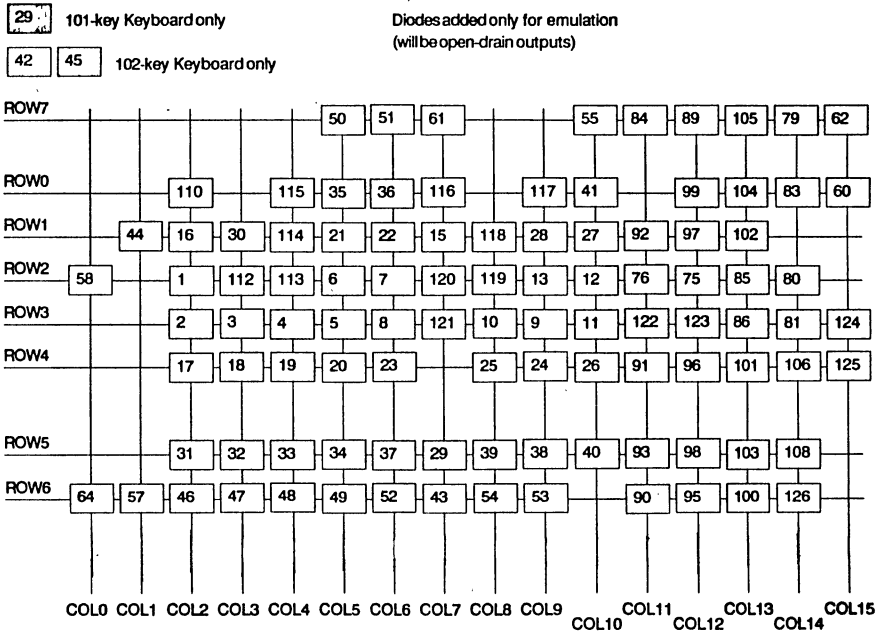 29 101-key Keyboard only
Diodes added only for emulation
(will be open-drain outputs)
42 45 102-key Keyboard only
ROW7 50 51 61 55 84 89 105 79 62
ROW0 110 115 35 36 116 117 41 99 104 83 60
ROW1 44 16 30 114 21 22 15 118 28 27 92 97 102
ROW2 58 1 112 113 6 7 120 119 13 12 76 75 85 80
ROW3 2 3 4 5 8 121 10 9 11 122 123 86 81 124
ROW4 17 18 19 20 23 25 24 26 91 96 101 106 125
ROW5 31 32 33 34 37 29 39 38 40 93 98 103 108
ROW6 64 57 46 47 48 49 52 43 54 53 90 95 100 126
COL0 COL1 COL2 COL3 COL4 COL5 COL6 COL7 COL8 COL9 COL10 COL11 COL12 COL13 COL14 COL15